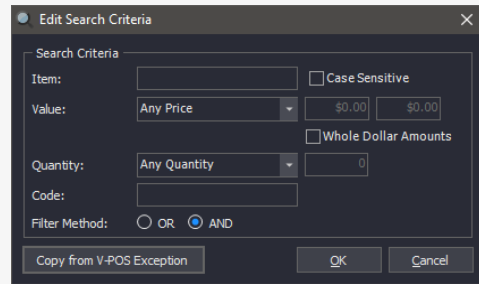 Edit Search Criteria
Search Criteria
Item:
Case Sensitive
Value: Any Price $0.00 $0.00
Whole Dollar Amounts
Quantity: Any Quantity 0
Code:
Filter Method: OR AND
Copy from V-POS Exception OK Cancel